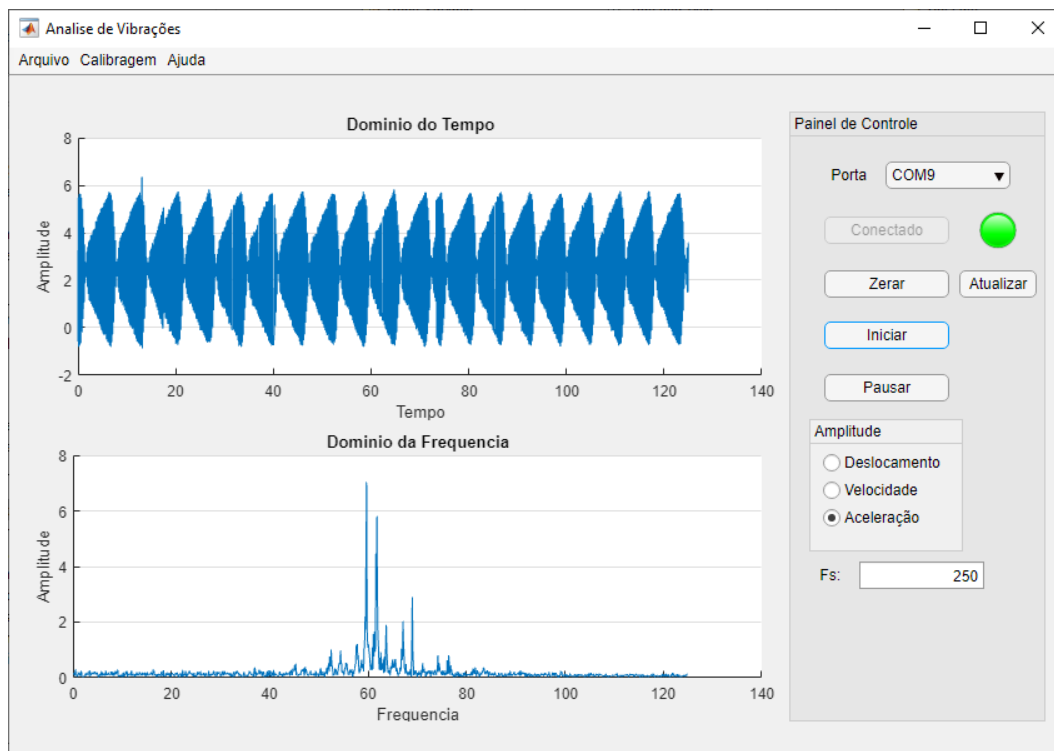 Analise de Vibrações
Arquivo Calibragem Ajuda
Dominio do Tempo
8
6
4
2
0
-2
Amplitude
0 20 40 60 80 100 120 140
Tempo
Dominio da Frequencia
8
6
4
2
0
Amplitude
0 20 40 60 80 100 120 140
Frequencia
Painel de Controle
Porta COM9
Conectado
Zerar Atualizar
Iniciar
Pausar
Amplitude
Deslocamento
Velocidade
Aceleração
Fs: 250